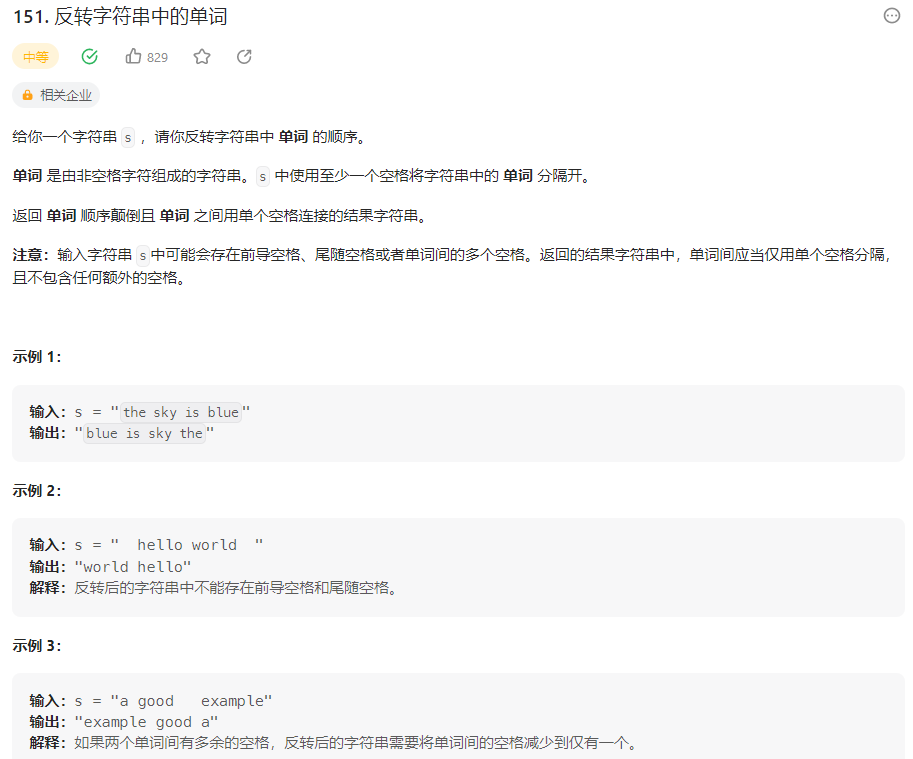 151. 反转字符串中的单词
中等 829
相关企业
给你一个字符串 s ，请你反转字符串中 单词 的顺序。
单词 是由非空格字符组成的字符串。s 中使用至少一个空格将字符串中的 单词 分隔开。
返回 单词 顺序颠倒且 单词 之间用单个空格连接的结果字符串。
注意：输入字符串 s中可能会存在前导空格、尾随空格或者单词间的多个空格。返回的结果字符串中，单词间应当仅用单个空格分隔，
且不包含任何额外的空格。
示例 1：
输入：s = "the sky is blue"
输出："blue is sky the"
示例 2：
输入：s = "  hello world  "
输出："world hello"
解释：反转后的字符串中不能存在前导空格和尾随空格。
示例 3：
输入：s = "a good   example"
输出："example good a"
解释：如果两个单词间有多余的空格，反转后的字符串需要将单词间的空格减少到仅有一个。